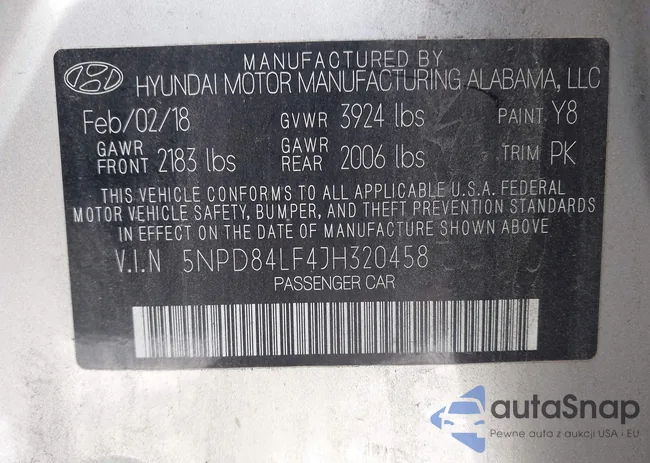 MANUFACTURED BY
HYUNDAI MOTOR MANUFACTURING ALABAMA, LLC
Feb/02/18 GVWR 3924 lbs PAINT Y8
GAWR FRONT 2183 lbs GAWR REAR 2006 lbs TRIM PK
THIS VEHICLE CONFORMS TO ALL APPLICABLE U.S.A. FEDERAL
MOTOR VEHICLE SAFETY, BUMPER, AND THEFT PREVENTION STANDARDS
IN EFFECT ON THE DATE OF MANUFACTURE SHOWN ABOVE.
V.I.N 5NPD84LF4JH320458
PASSENGER CAR
autaSnap
Pewne auta z aukcji USA i EU